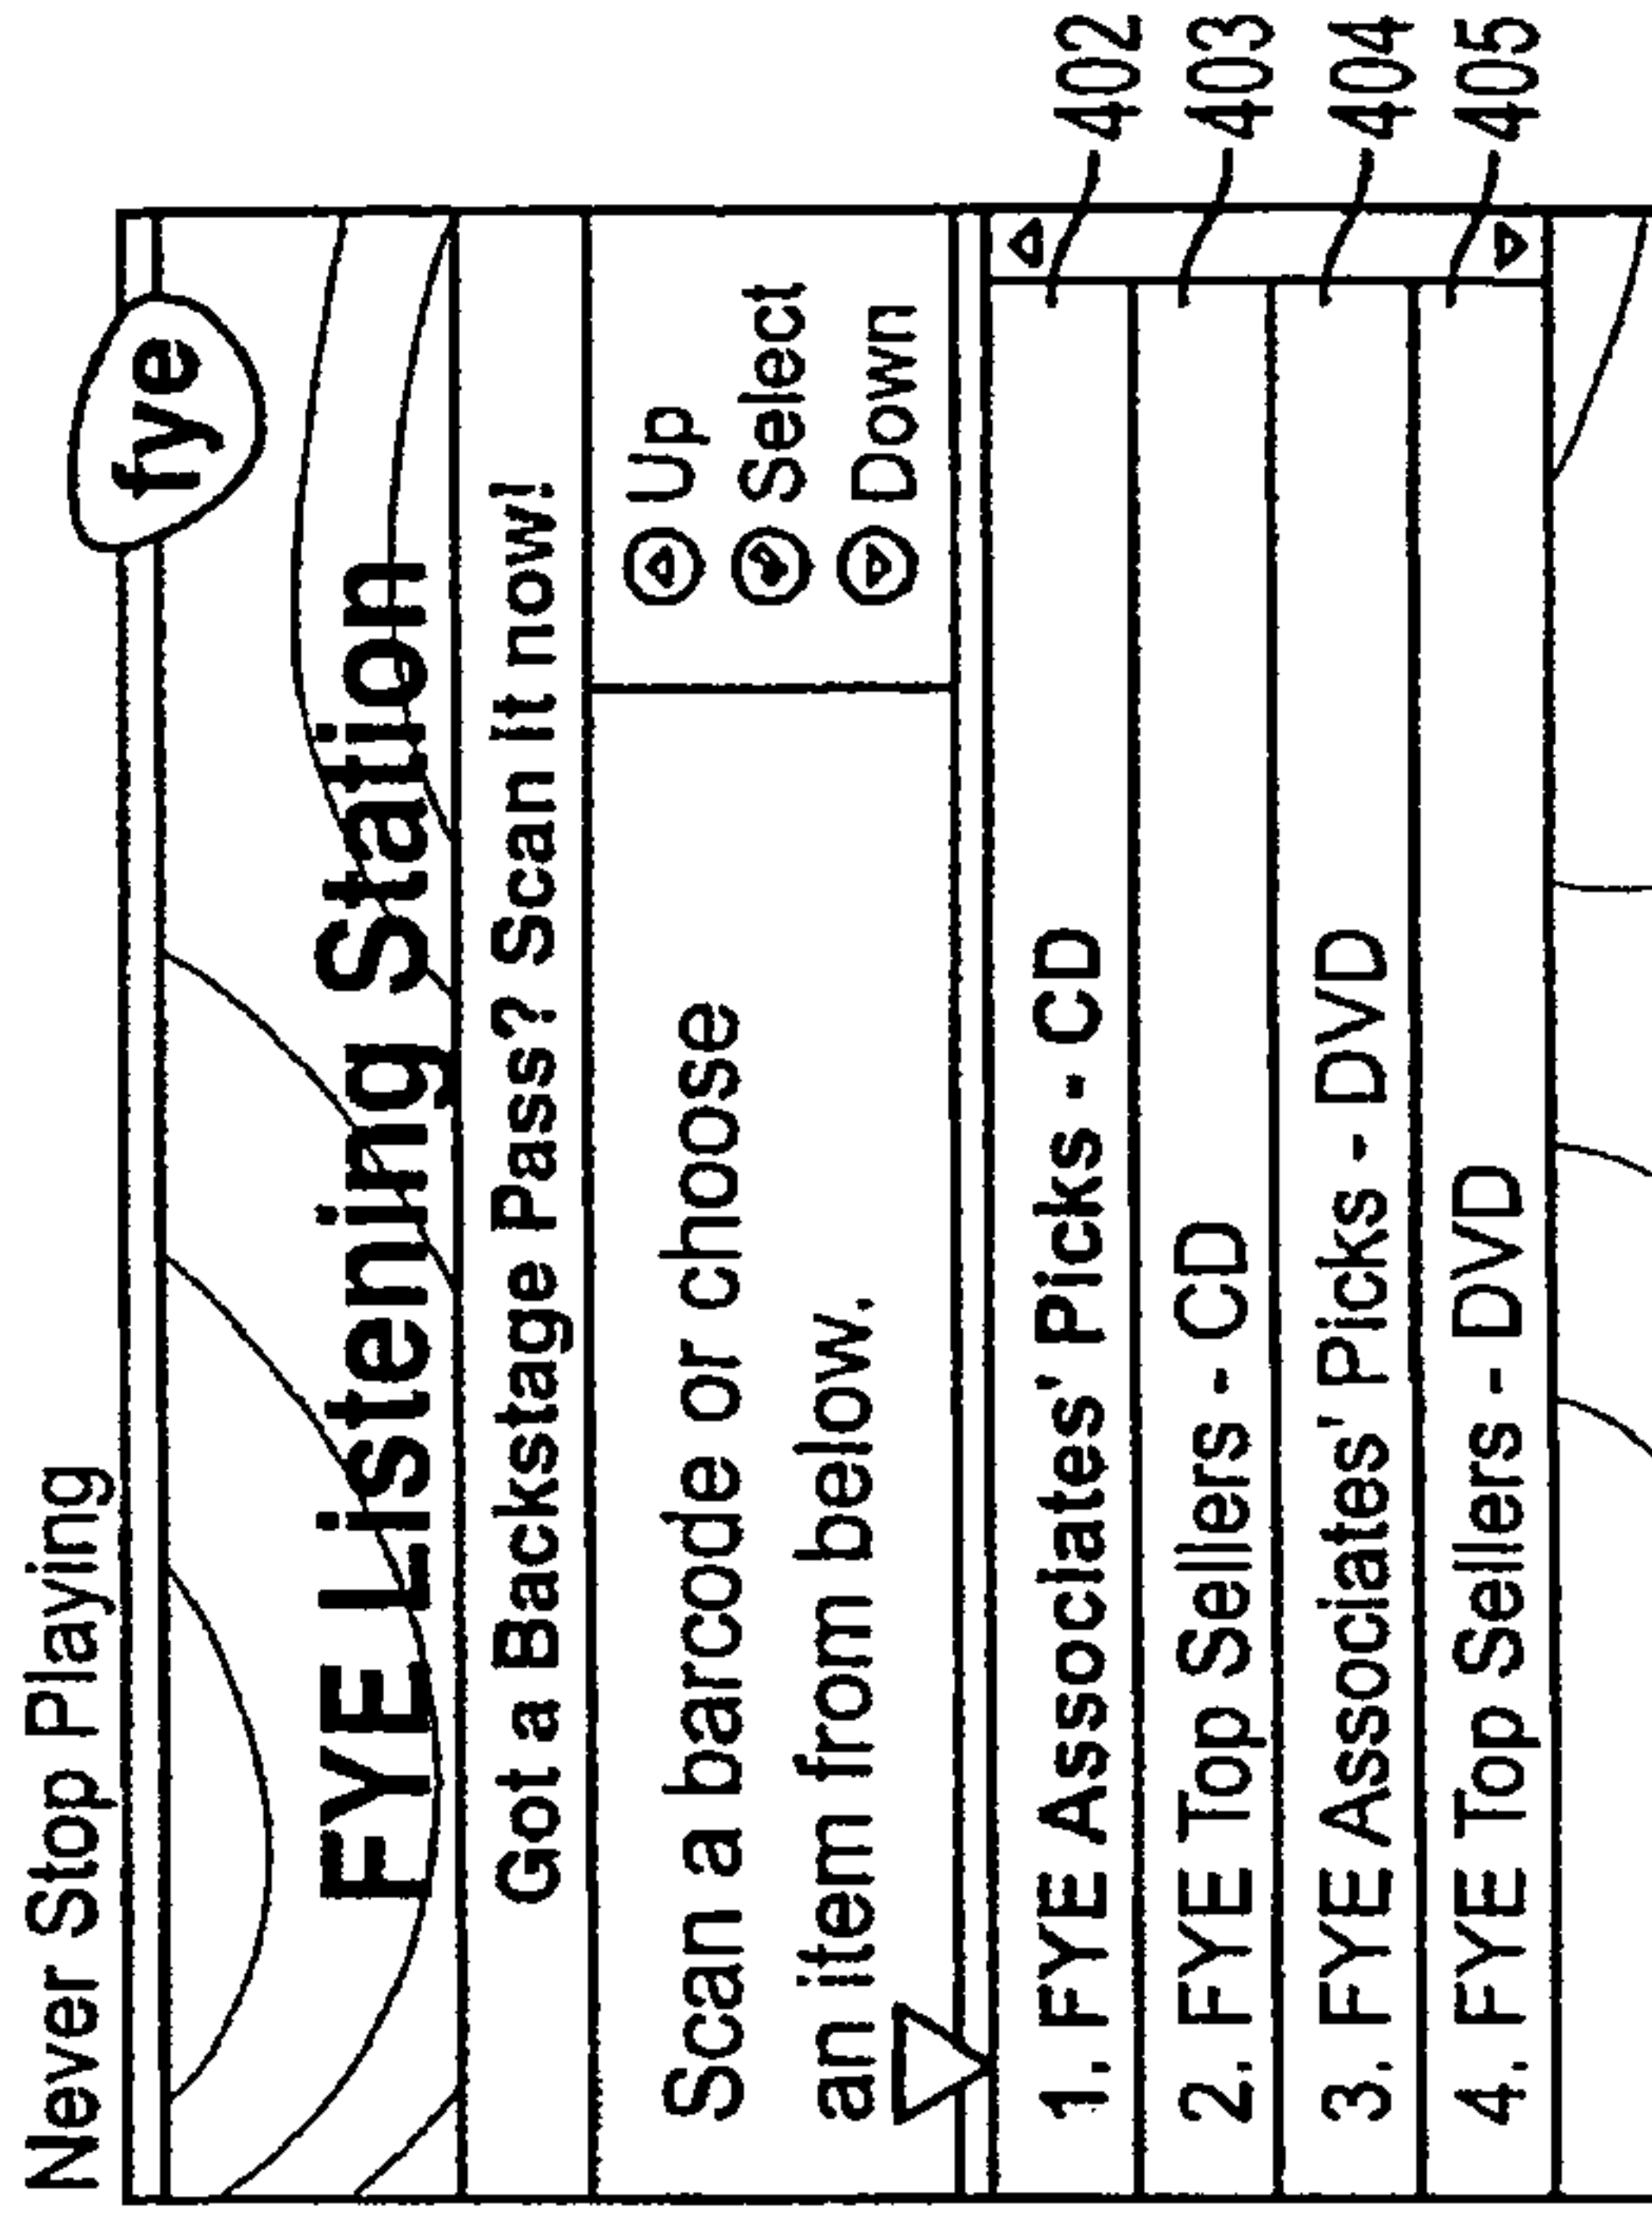 Never Stop Playing
fye
FYE Listening Station
Got a Backstage Pass? Scan It now!
Scan a barcode or choose
an item from below.
Up
Select
Down
1. FYE Associates' Picks - CD
402
2. FYE Top Sellers - CD
403
3. FYE Associates' Picks - DVD
404
4. FYE Top Sellers - DVD
405